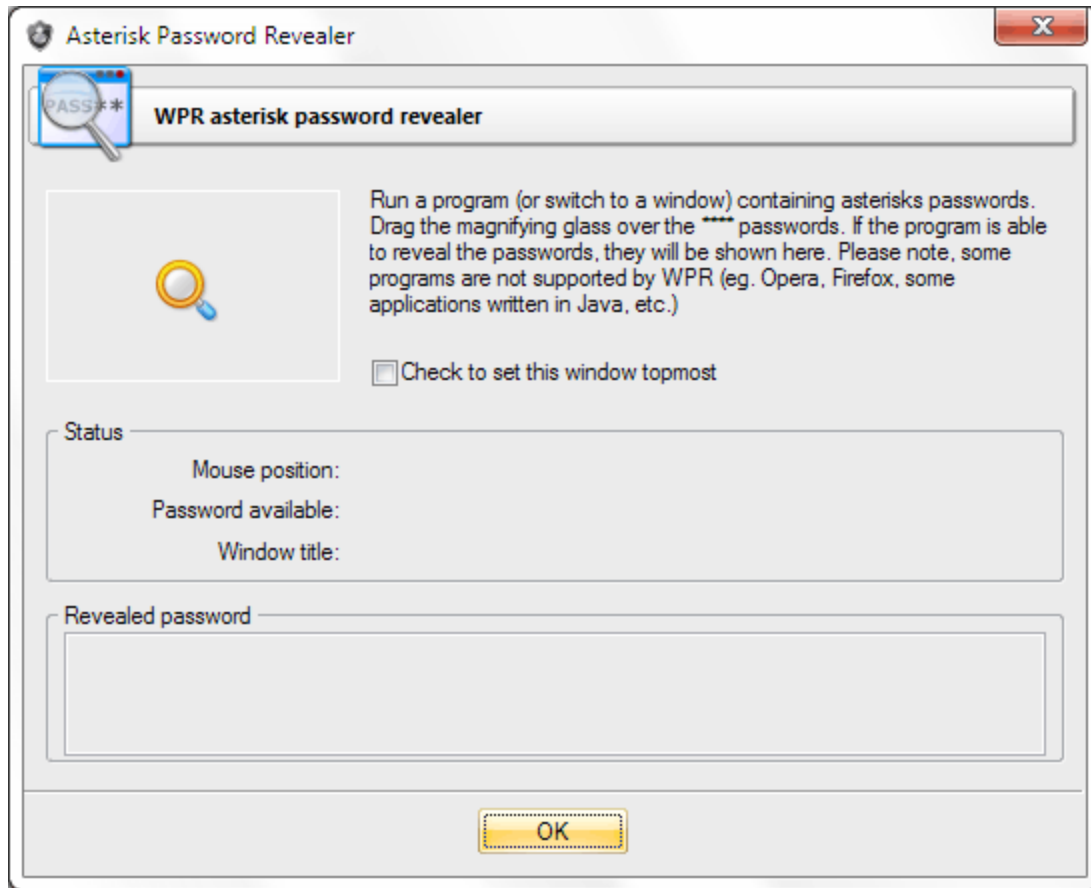 Asterisk Password Revealer
PASS**
WPR asterisk password revealer
Run a program (or switch to a window) containing asterisks passwords.
Drag the magnifying glass over the **** passwords. If the program is able
to reveal the passwords, they will be shown here. Please note, some
programs are not supported by WPR (eg. Opera, Firefox, some
applications written in Java, etc.)
Check to set this window topmost
Status
Mouse position:
Password available:
Window title:
Revealed password
OK